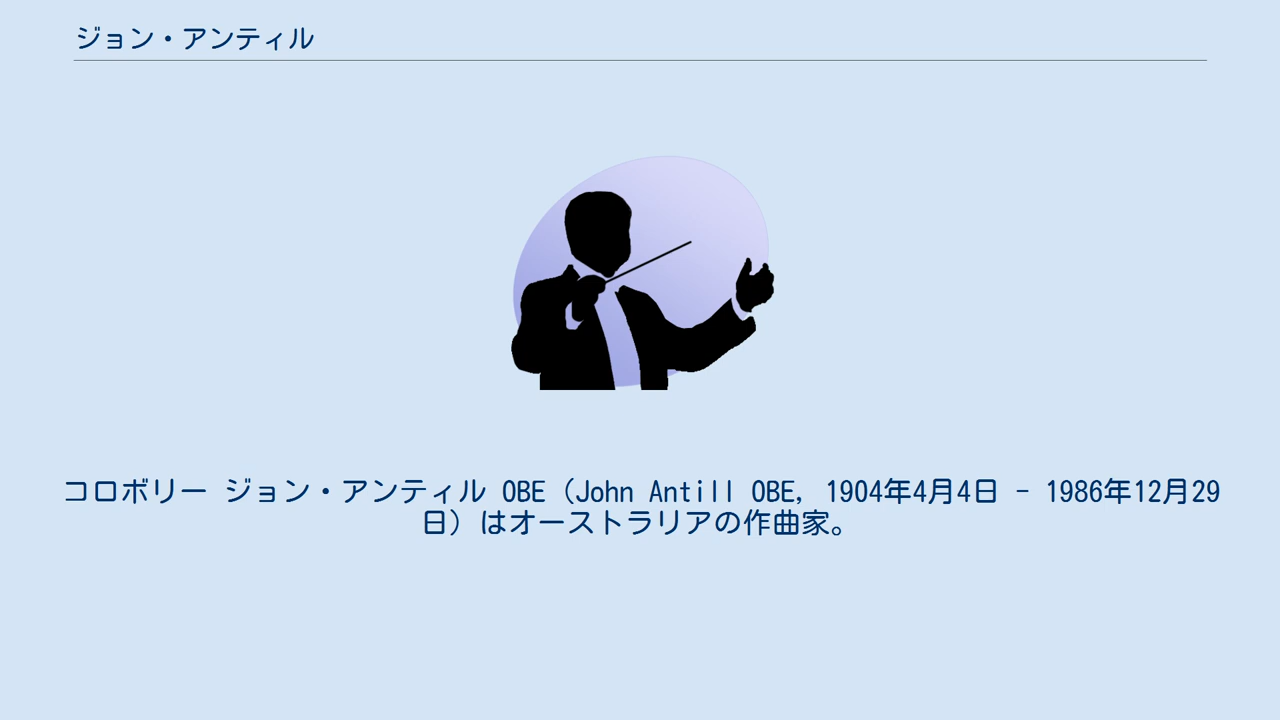 ジョン・アンティル
コロボリー ジョン・アンティル OBE（John Antill OBE, 1904年4月4日 - 1986年12月29
日）はオーストラリアの作曲家。